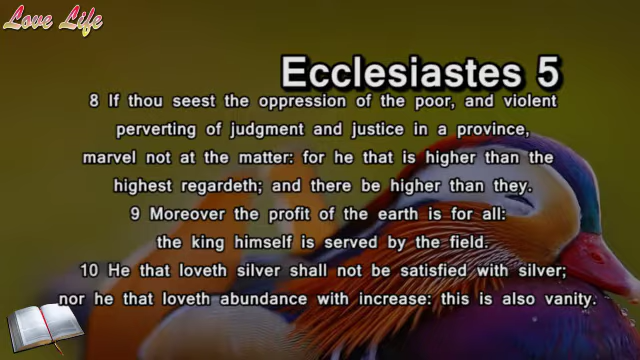 Love Life
Ecclesiastes 5
8 If thou seest the oppression of the poor, and violent
perverting of judgment and justice in a province,
marvel not at the matter: for he that is higher than the
highest regardeth; and there be higher than they.
9 Moreover the profit of the earth is for all:
the king himself is served by the field.
10 He that loveth silver shall not be satisfied with silver;
nor he that loveth abundance with increase: this is also vanity.